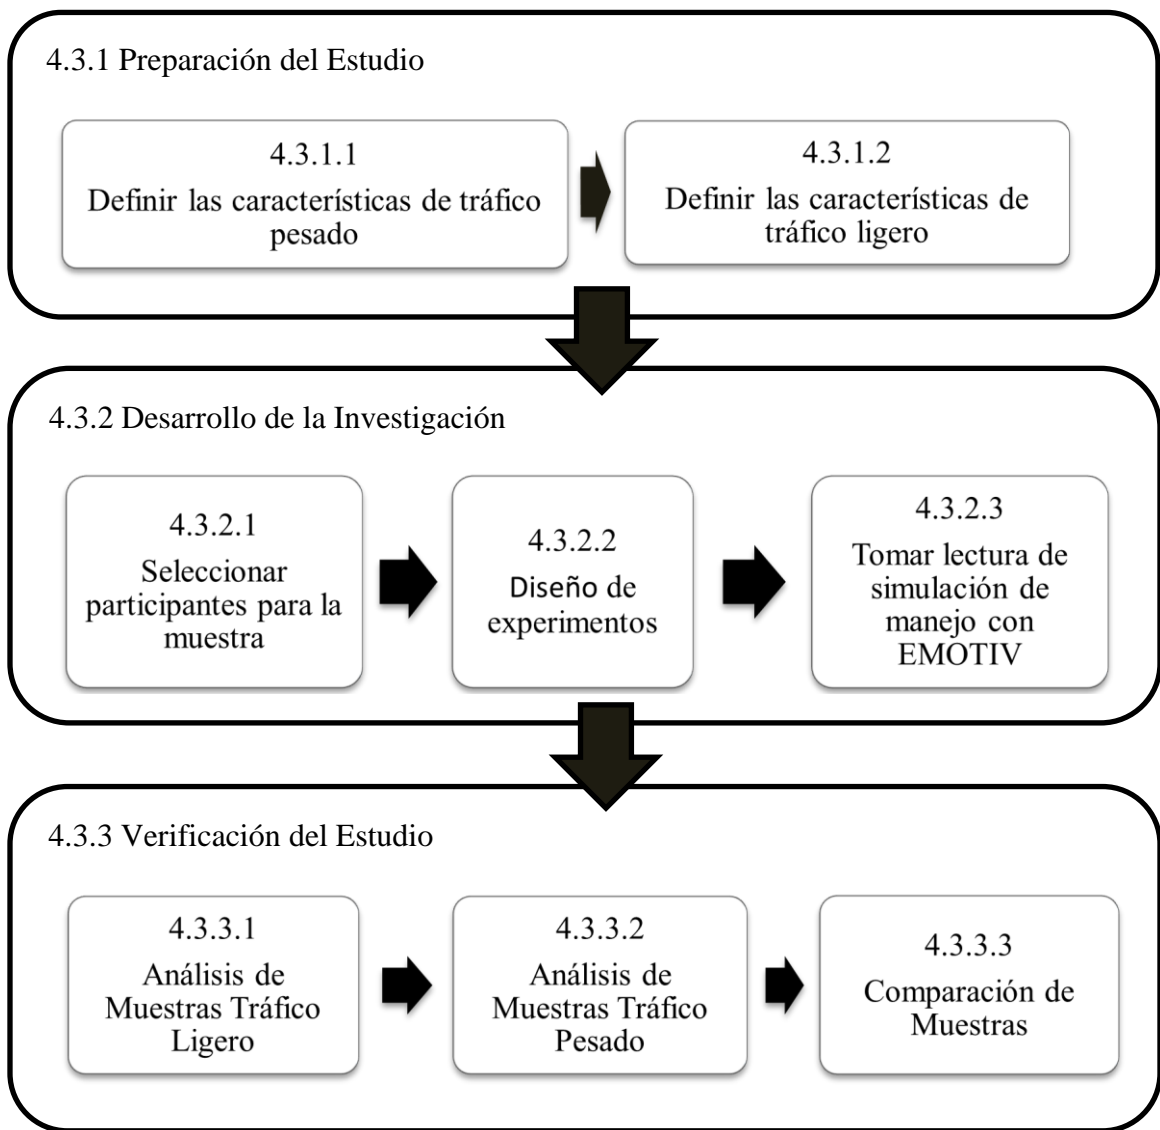 4.3.1 Preparación del Estudio
4.3.1.1
Definir las características de tráfico
pesado
4.3.1.2
Definir las características de
tráfico ligero
4.3.2 Desarrollo de la Investigación
4.3.2.1
Seleccionar
participantes para la
muestra
4.3.2.2
Diseño de
experimentos
4.3.2.3
Tomar lectura de
simulación de
manejo con
EMOTIV
4.3.3 Verificación del Estudio
4.3.3.1
Análisis de
Muestras Tráfico
Ligero
4.3.3.2
Análisis de
Muestras Tráfico
Pesado
4.3.3.3
Comparación de
Muestras